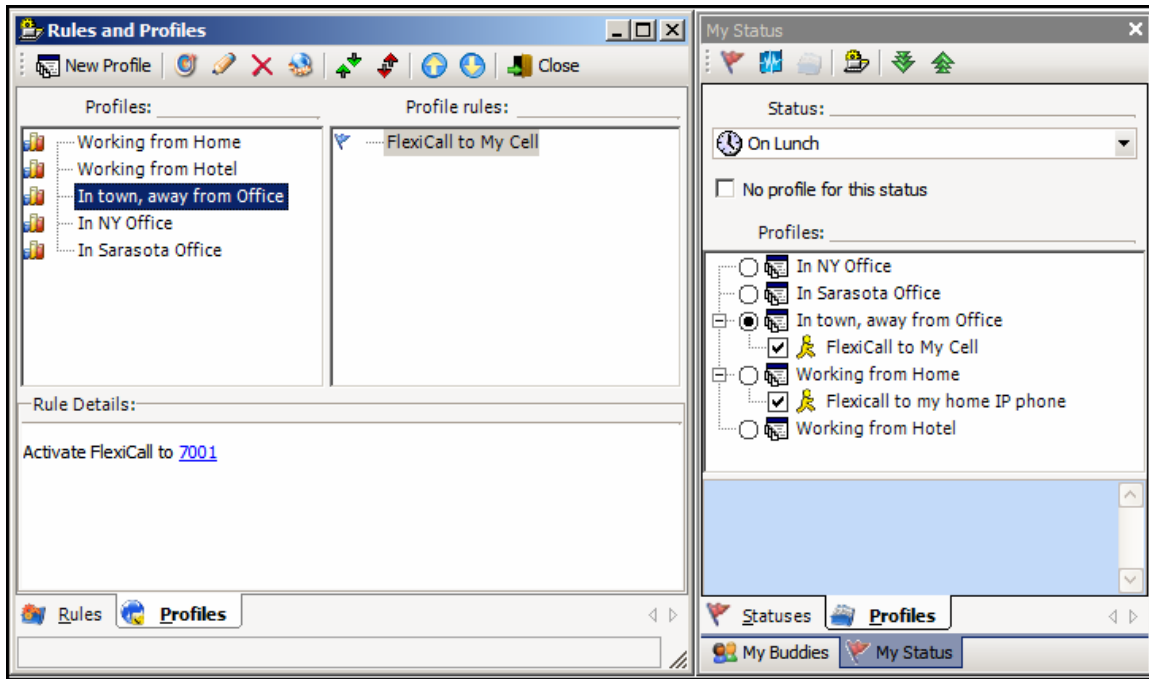 Rules and Profiles
New Profile
Close
Profiles:
Profile rules:
Working from Home
Working from Hotel
In town, away from Office
In NY Office
In Sarasota Office
FlexiCall to My Cell
Rule Details:
Activate FlexiCall to 7001
Rules
Profiles
My Status
Status:
On Lunch
No profile for this status
Profiles:
In NY Office
In Sarasota Office
In town, away from Office
FlexiCall to My Cell
Working from Home
Flexicall to my home IP phone
Working from Hotel
Statuses
Profiles
My Buddies
My Status